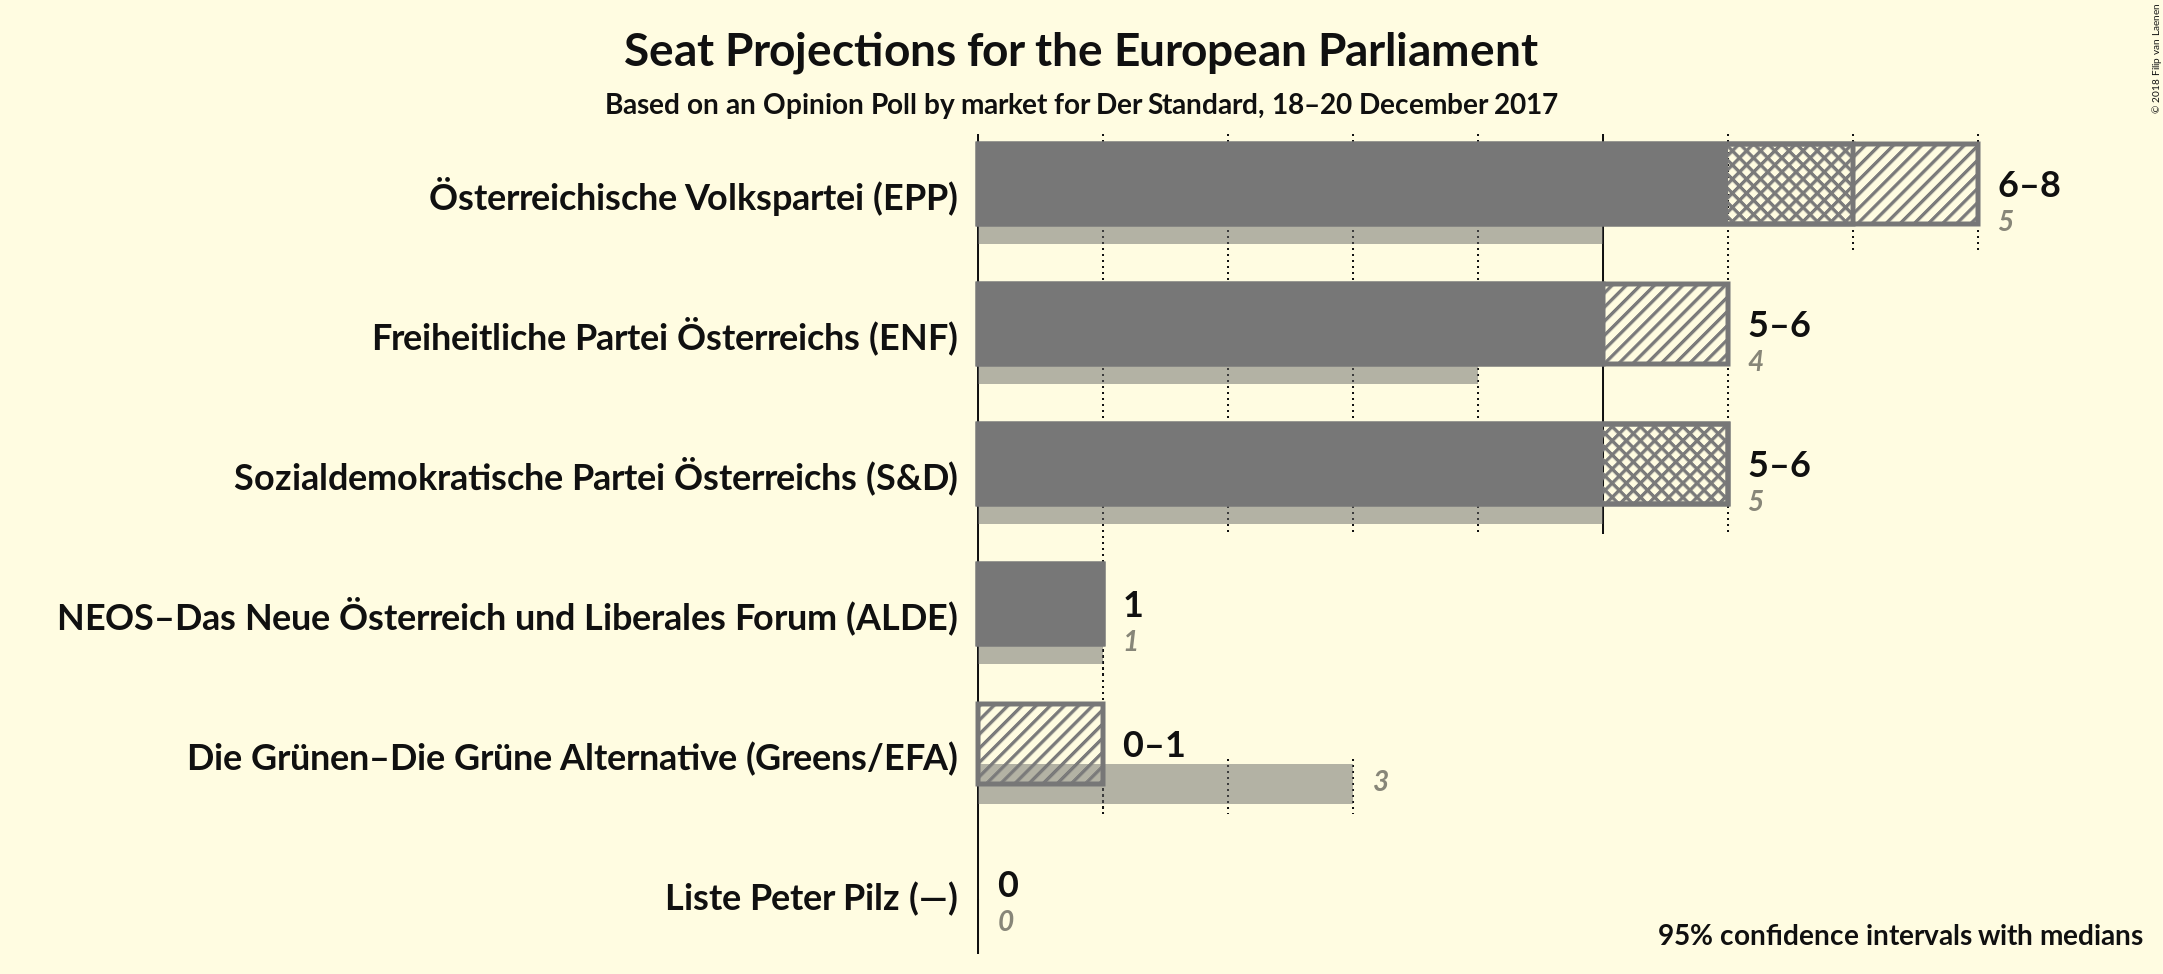 Seat Projections for the European Parliament
Based on an Opinion Poll by market for Der Standard, 18–20 December 2017
© 2018 Filip van Laenen
Österreichische Volkspartei (EPP)
6–8
5
Freiheitliche Partei Österreichs (ENF)
5–6
4
Sozialdemokratische Partei Österreichs (S&D)
5–6
5
NEOS–Das Neue Österreich und Liberales Forum (ALDE)
1
1
Die Grünen–Die Grüne Alternative (Greens/EFA)
0–1
3
Liste Peter Pilz (—)
0
0
95% confidence intervals with medians